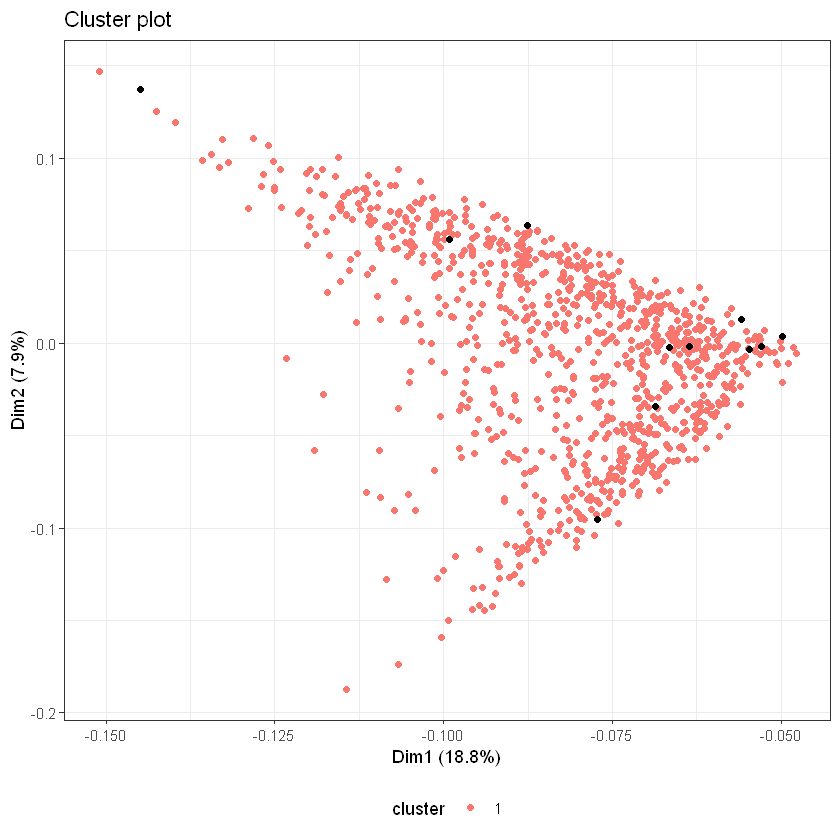 Cluster plot
0.1
0.0
-0.1
-0.2
Dim2 (7.9%)
-0.150
-0.125
-0.100
-0.075
-0.050
Dim1 (18.8%)
cluster 1